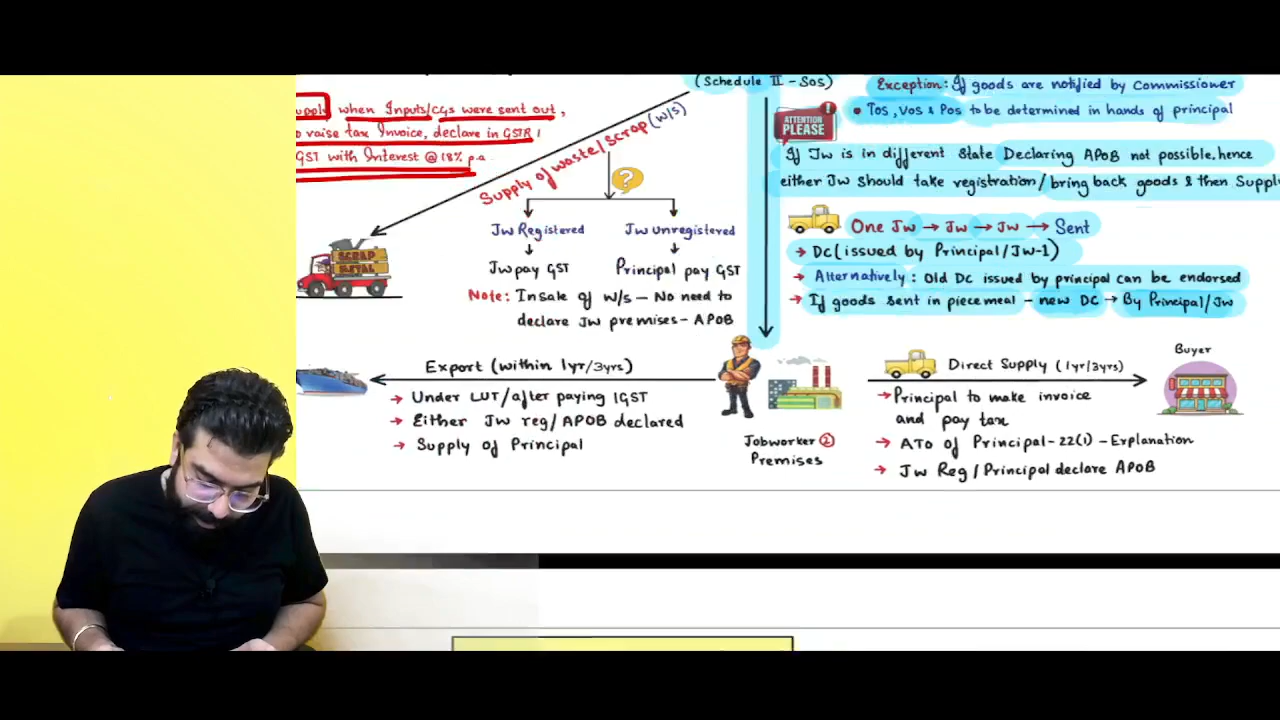 (Schedule II - SoS)
Exception: If goods are notified by Commissioner
when Inputs/CGs were sent out,
raise tax Invoice, declare in GSTR 1
GST with Interest @ 18% p.a
Supply of waste/Scrap (W/S)
?
ATTENTION
PLEASE
• ToS, VoS & PoS to be determined in hands of principal
If Jw is in different State Declaring APoB not possible, hence
either Jw should take registration/bring back goods & then Supply
Jw Registered
Jw Unregistered
Jw pay GST
Principal pay GST
Note: In sale of W/S – No need to
declare Jw premises – APOB
SCRAP
METAL
One Jw → Jw → Jw → Sent
→ DC (issued by Principal/Jw-1)
→ Alternatively: Old DC issued by principal can be endorsed
→ If goods sent in piecemeal – new DC → By Principal/Jw
Export (within 1yr/3yrs)
→ Under LUT/after paying IGST
→ Either Jw reg/APOB declared
→ Supply of Principal
Jobworker 2
Premises
Direct Supply (1yr/3yrs)
→ Principal to make invoice
and pay tax
→ ATO of Principal-22(1) – Explanation
→ Jw Reg/Principal declare APOB
Buyer